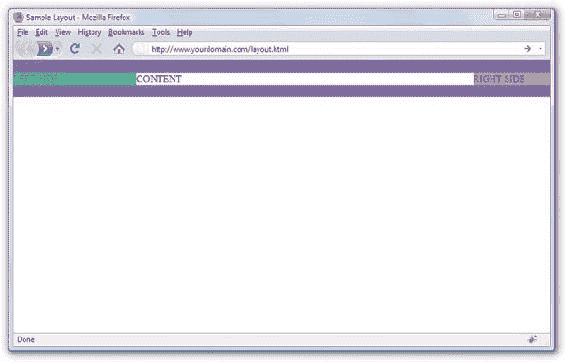 Sample Layout - Mozilla Firefox
File Edit View History Bookmarks Tools Help
http://www.yourdomain.com/layout.html
CONTENT RIGHT SIDE
Done